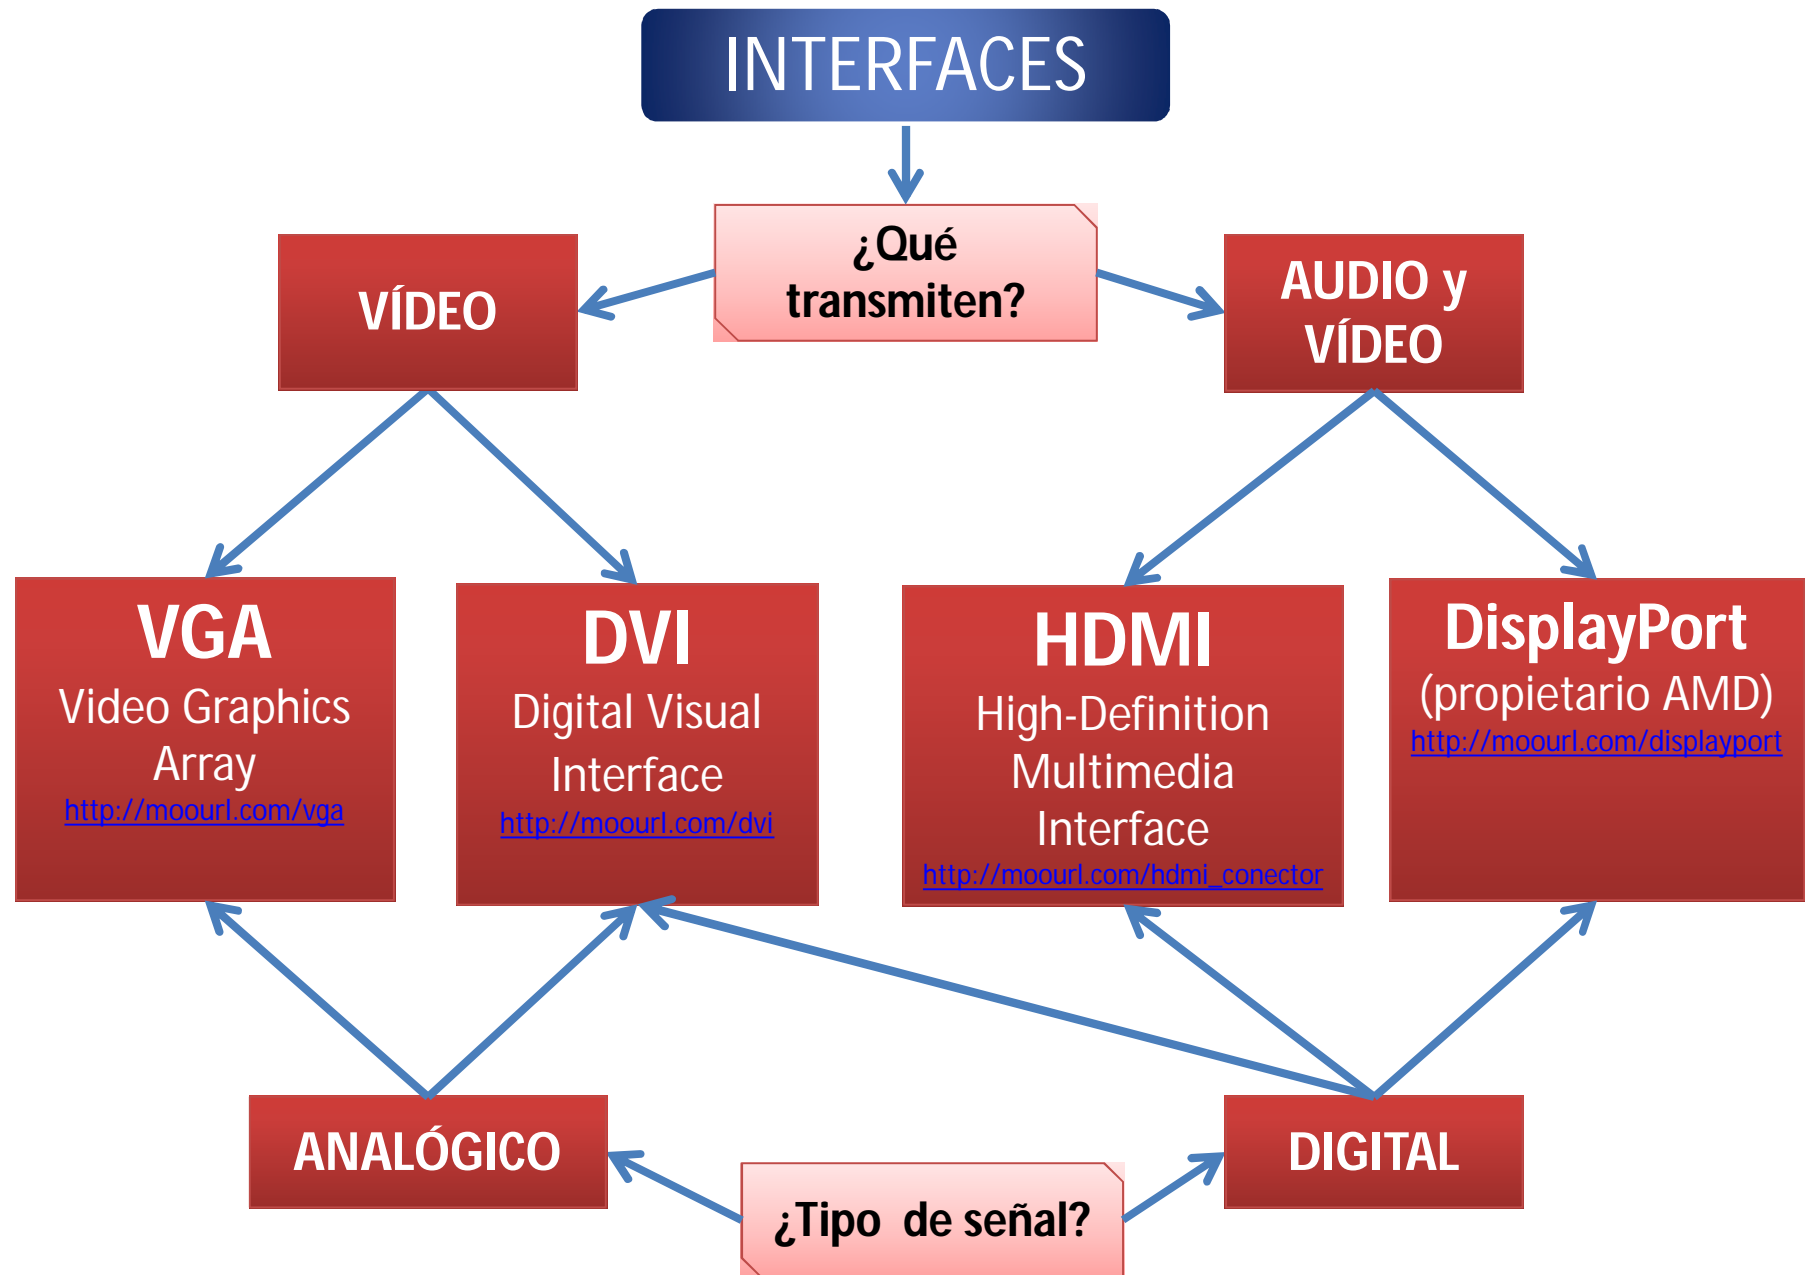 INTERFACES
¿Qué
transmiten?
VÍDEO
AUDIO y
VÍDEO
VGA
Video Graphics
Array
http://moourl.com/vga
DVI
Digital Visual
Interface
http://moourl.com/dvi
HDMI
High-Definition
Multimedia
Interface
http://moourl.com/hdmi_conector
DisplayPort
(propietario AMD)
http://moourl.com/displayport
ANALÓGICO
DIGITAL
¿Tipo  de señal?